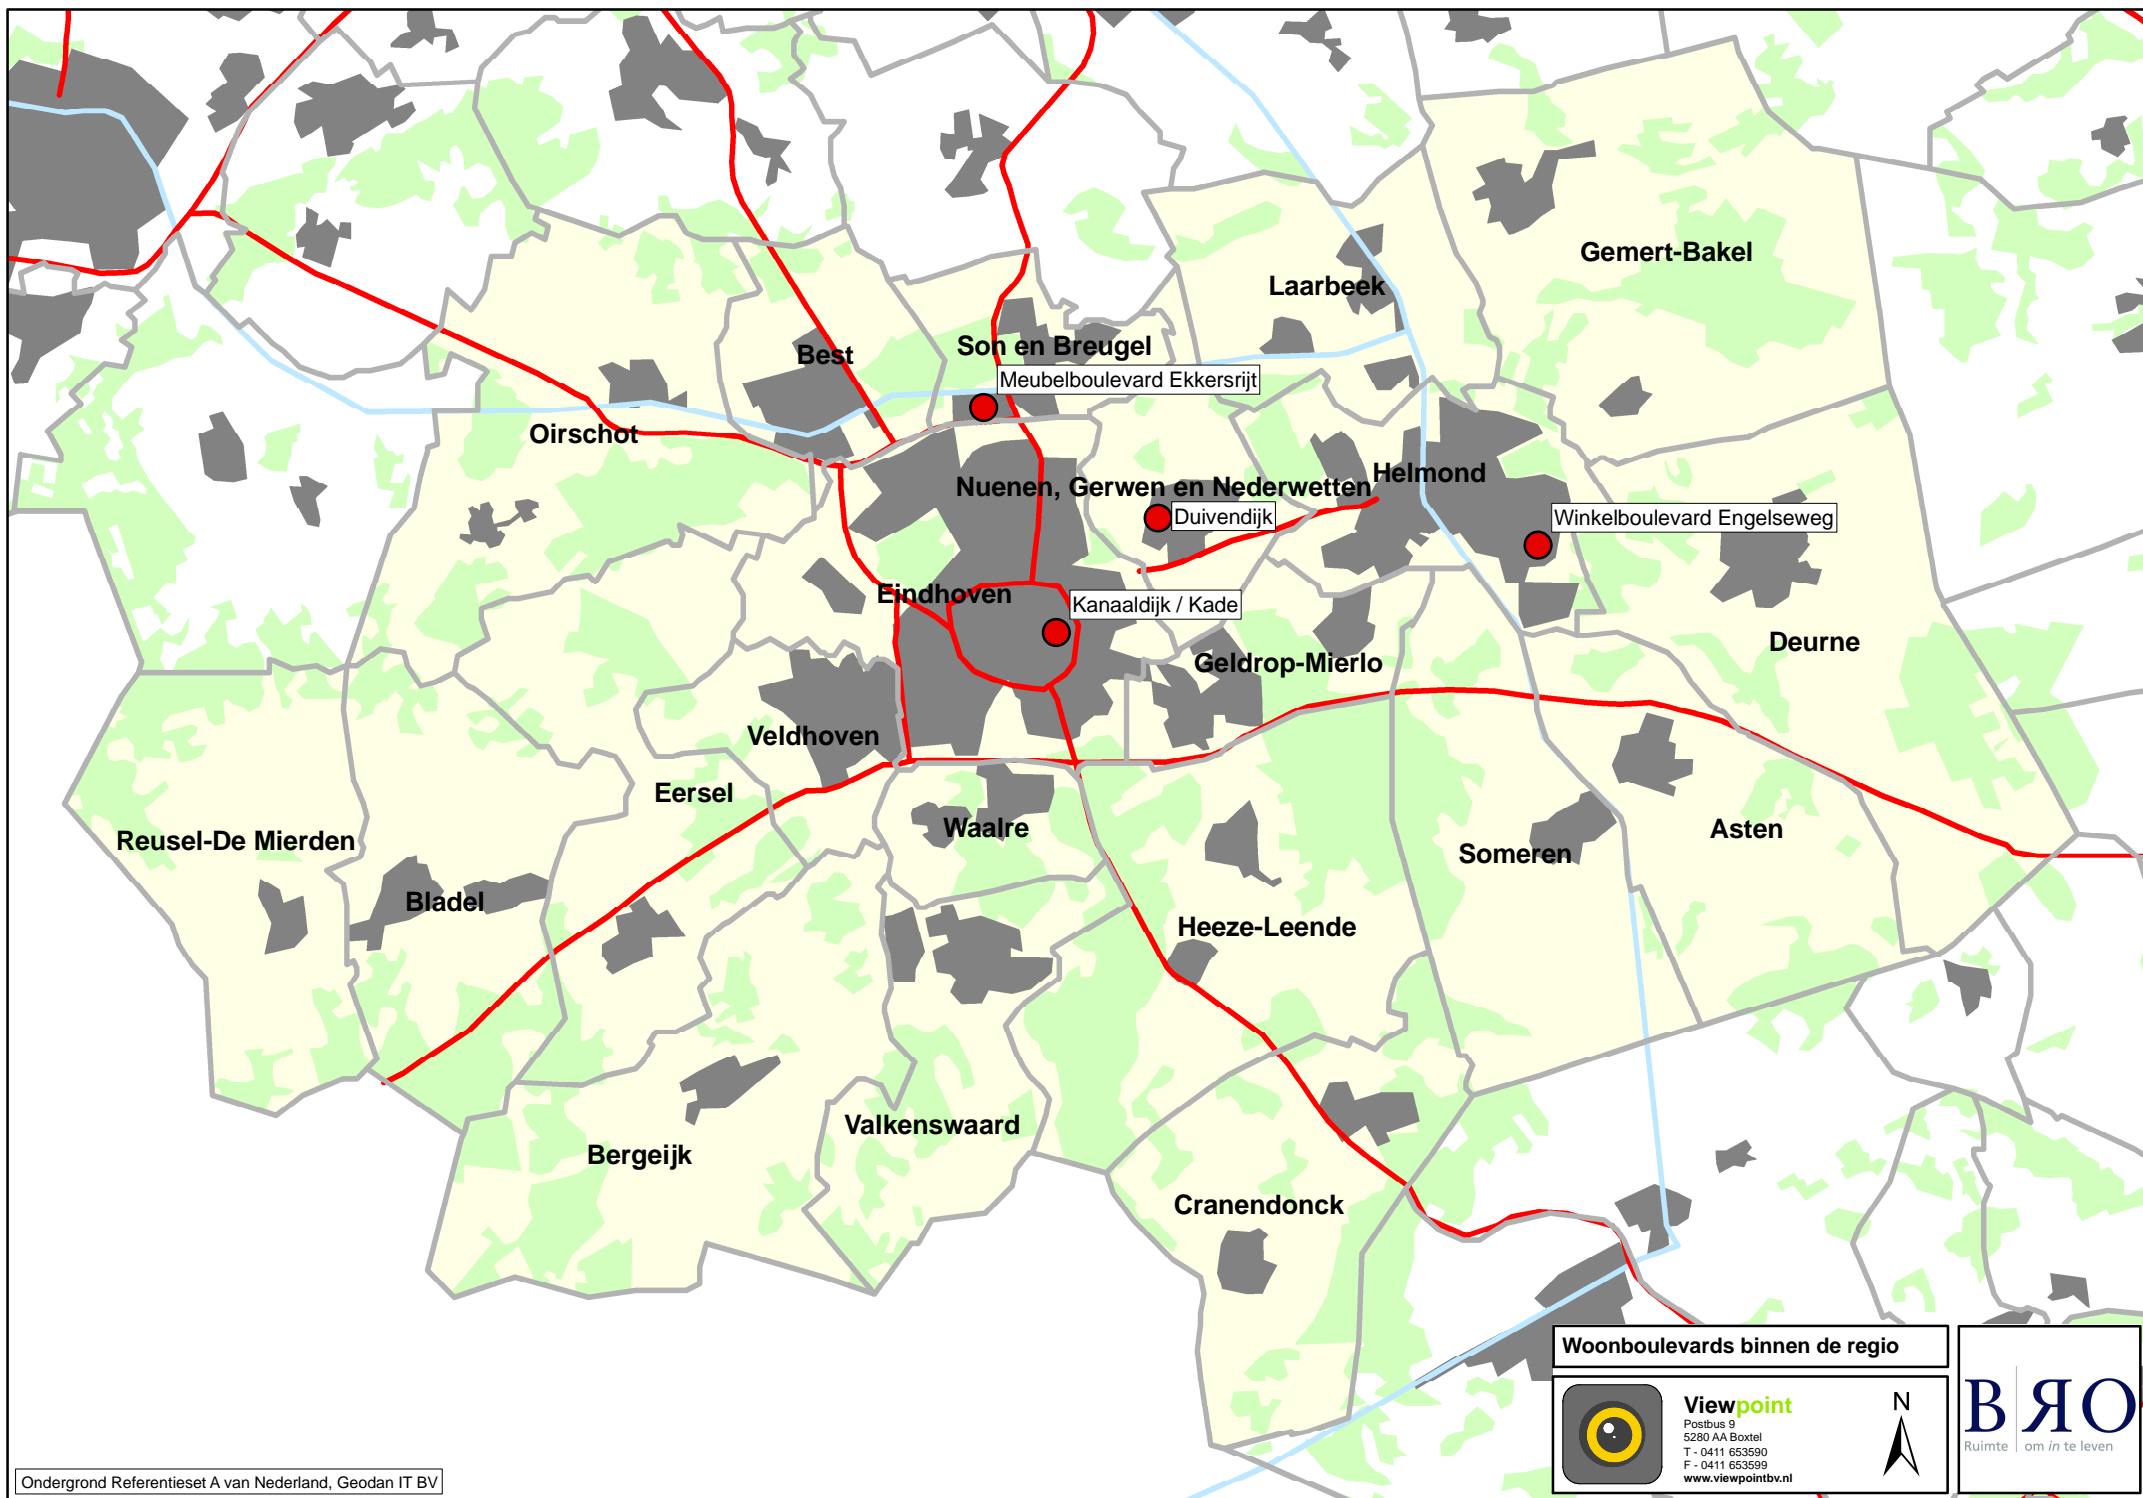 Gemert-Bakel
Laarbeek
Son en Breugel
Best
Meubelboulevard Ekkersrijt
Oirschot
Helmond
Nuenen, Gerwen en Nederwetten
Duivendijk
Winkelboulevard Engelseweg
Eindhoven
Kanaaldijk / Kade
Deurne
Geldrop-Mierlo
Veldhoven
Eersel
Waalre
Asten
Reusel-De Mierden
Someren
Bladel
Heeze-Leende
Valkenswaard
Bergeijk
Cranendonck
Woonboulevards binnen de regio
Viewpoint
Postbus 9
5280 AA Boxtel
T - 0411 653590
F - 0411 653599
www.viewpointbv.nl
N
BRO
Ruimte om in te leven
Ondergrond Referentieset A van Nederland, Geodan IT BV